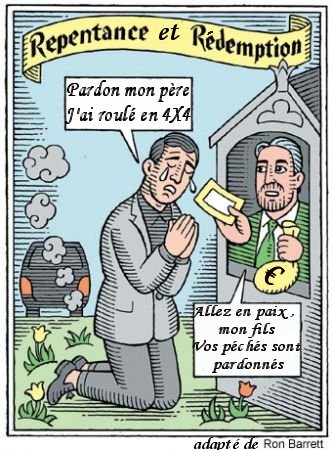 Repentance et Rédemption
Pardon mon père
J'ai roulé en 4X4
€
Allez en paix,
mon fils
Vos péchés sont
pardonnés
adapté de Ron Barrett